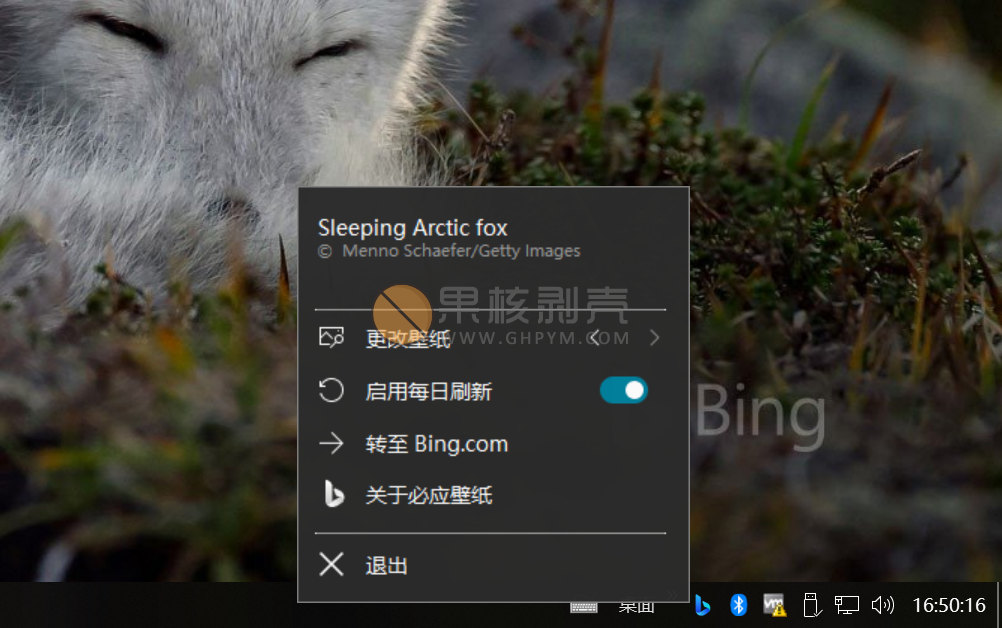 Sleeping Arctic fox
© Menno Schaefer/Getty Images
果核剥壳
WWW.GHPYM.COM
更改壁纸
启用每日刷新
Bing
转至 Bing.com
关于必应壁纸
退出
桌面
vm
16:50:16